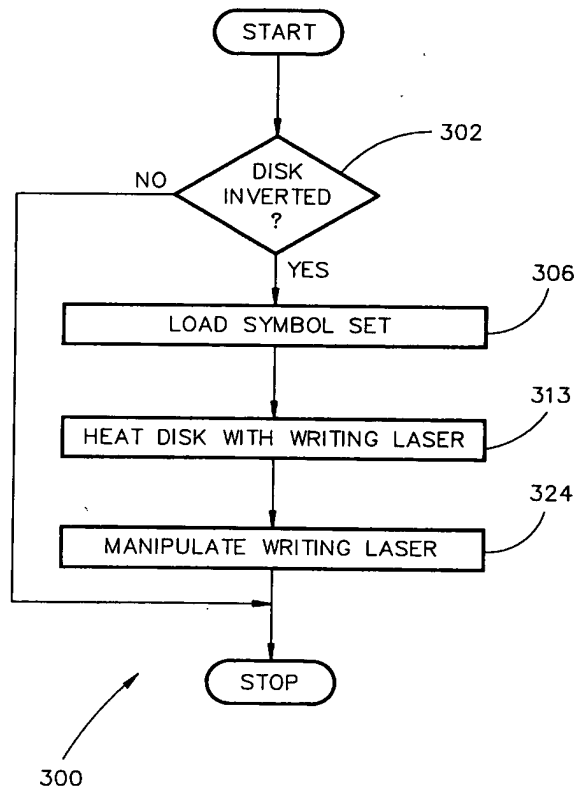 START
302
DISK
INVERTED
?
NO
YES
306
LOAD SYMBOL SET
313
HEAT DISK WITH WRITING LASER
324
MANIPULATE WRITING LASER
STOP
300